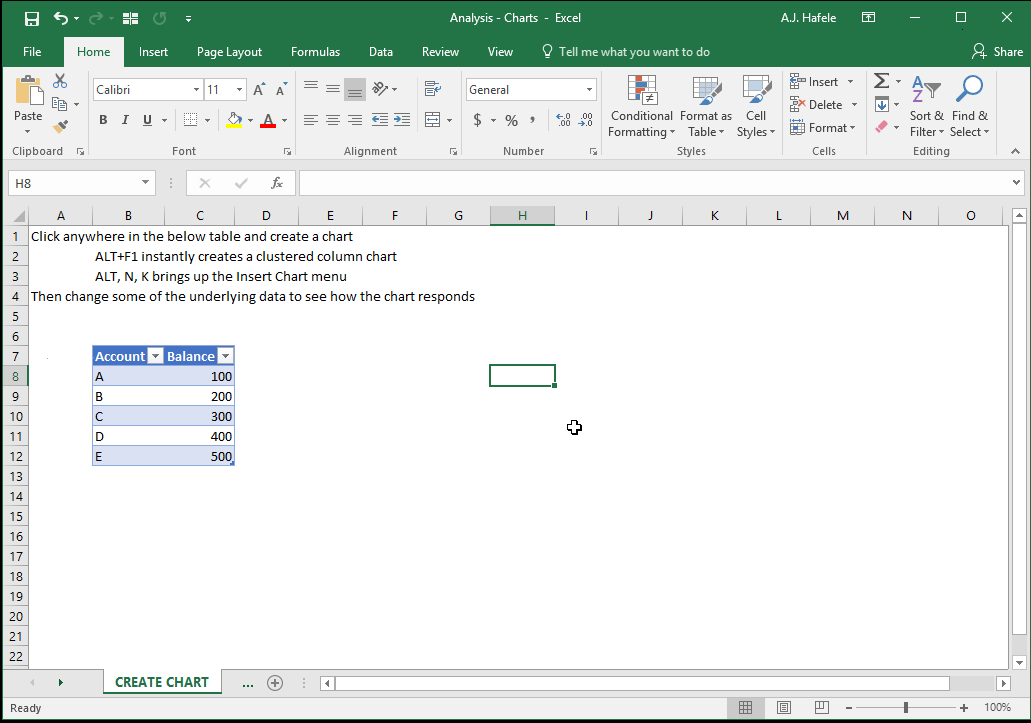 Analysis - Charts - Excel
A.J. Hafele
File Home Insert Page Layout Formulas Data Review View Tell me what you want to do Share
Paste
Clipboard
Calibri 11
B I U A
Font
Alignment
General
$ % ,
Number
Conditional Formatting
Format as Table
Cell Styles
Styles
Insert
Delete
Format
Cells
Sort & Filter
Find & Select
Editing
H8 fx
A B C D E F G H I J K L M N O
1 Click anywhere in the below table and create a chart
2 ALT+F1 instantly creates a clustered column chart
3 ALT, N, K brings up the Insert Chart menu
4 Then change some of the underlying data to see how the chart responds
5
6
7 Account Balance
8 A 100
9 B 200
10 C 300
11 D 400
12 E 500
13
14
15
16
17
18
19
20
21
22
CREATE CHART ...
Ready 100%